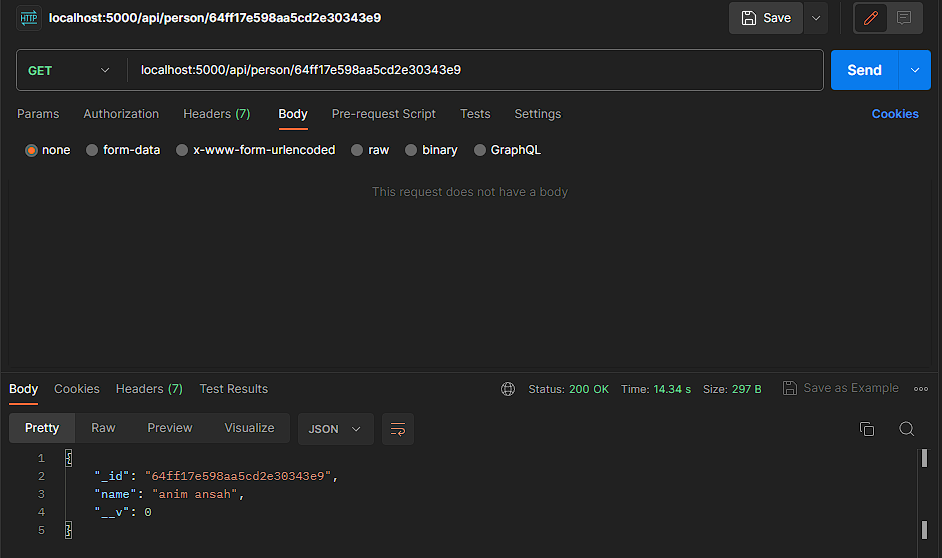 HTTP localhost:5000/api/person/64ff17e598aa5cd2e30343e9 Save
GET localhost:5000/api/person/64ff17e598aa5cd2e30343e9 Send
Params Authorization Headers (7) Body Pre-request Script Tests Settings Cookies
none form-data x-www-form-urlencoded raw binary GraphQL
This request does not have a body
Body Cookies Headers (7) Test Results Status: 200 OK Time: 14.34 s Size: 297 B Save as Example
Pretty Raw Preview Visualize JSON
1 {
2 "_id": "64ff17e598aa5cd2e30343e9",
3 "name": "anim ansah",
4 "__v": 0
5 }